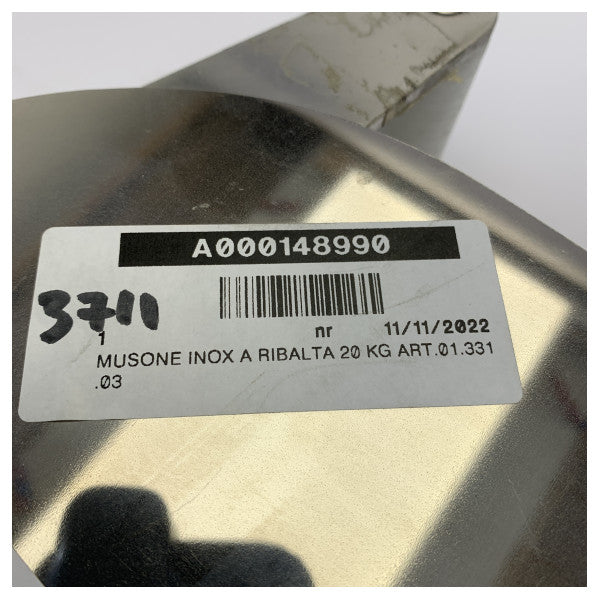 A000148990
3711
1 nr 11/11/2022
MUSONE INOX A RIBALTA 20 KG ART.01.331
.03